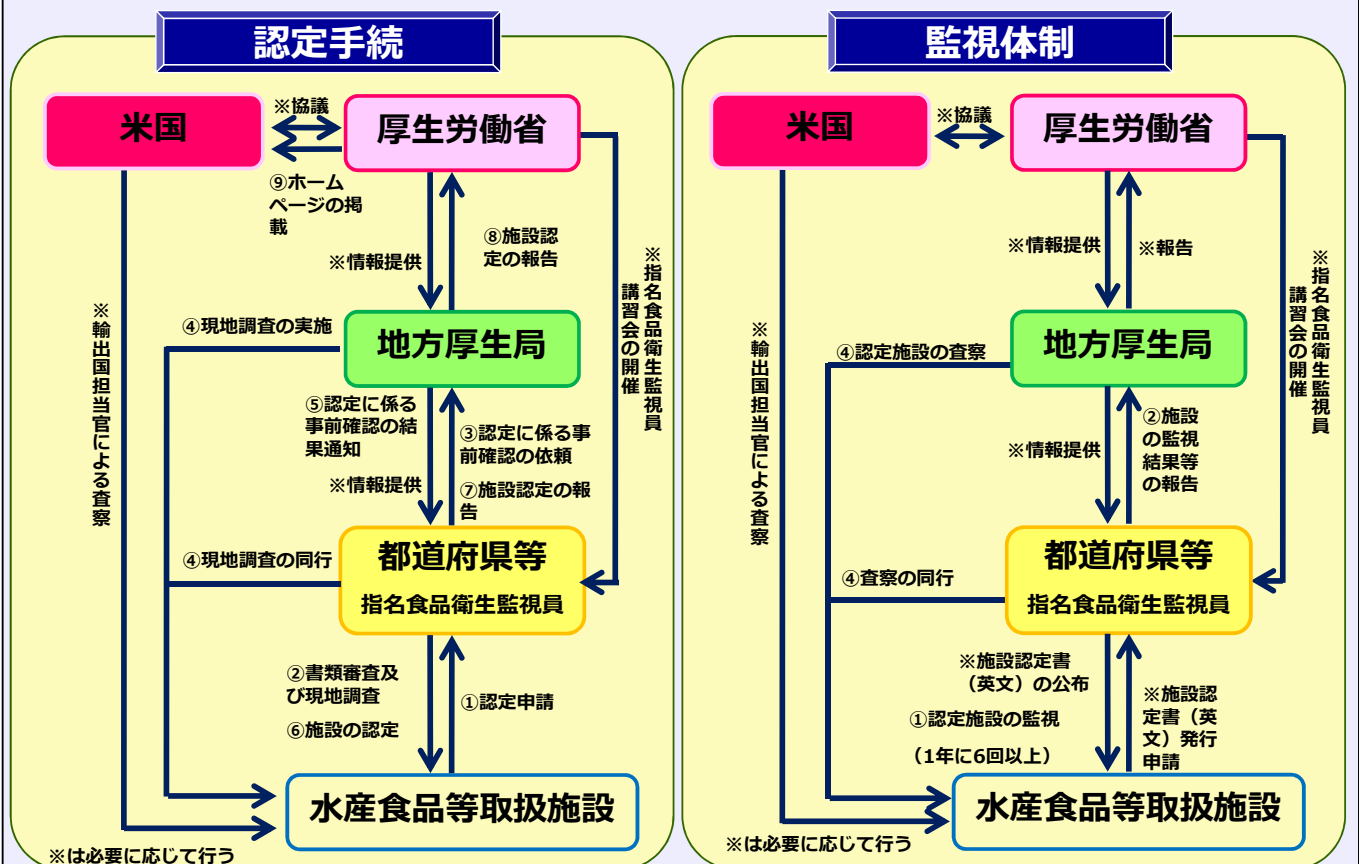 認定手続
米国
※協議
厚生労働省
⑨ホーム
ページの掲
載
⑧施設認
定の報告
※情報提供
※指名食品衛生監視員
講習会の開催
※輸出国担当官による査察
④現地調査の実施
地方厚生局
⑤認定に係る
事前確認の結
果通知
③認定に係る事
前確認の依頼
※情報提供
⑦施設認定の報
告
④現地調査の同行
都道府県等
指名食品衛生監視員
②書類審査及
び現地調査
①認定申請
⑥施設の認定
水産食品等取扱施設
※は必要に応じて行う
監視体制
米国
※協議
厚生労働省
※情報提供
※報告
※指名食品衛生監視員
講習会の開催
※輸出国担当官による査察
④認定施設の査察
地方厚生局
②施設
の監視
結果等
の報告
※情報提供
④査察の同行
都道府県等
指名食品衛生監視員
※施設認定書
（英文）の公布
①認定施設の監視
（1年に6回以上）
※施設認
定書（英
文）発行
申請
水産食品等取扱施設
※は必要に応じて行う